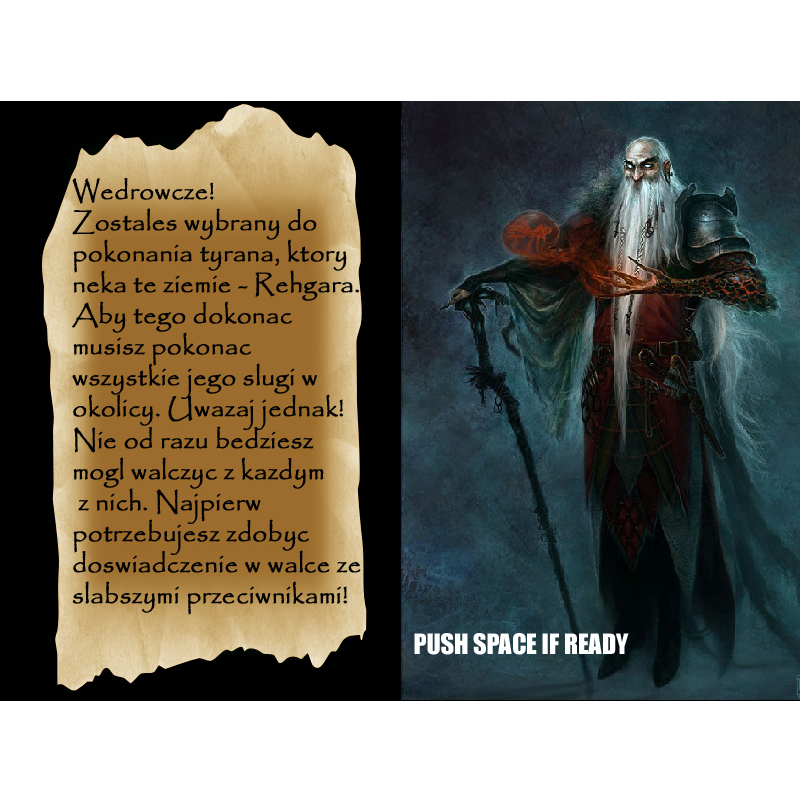 Wedrowcze!
Zostales wybrany do
pokonania tyrana, ktory
neka te ziemie - Rehgara.
Aby tego dokonac
musisz pokonac
wszystkie jego slugi w
okolicy. Uwazaj jednak!
Nie od razu bedziesz
mogl walczyc z kazdym
z nich. Najpierw
potrzebujesz zdobyc
doswiadczenie w walce ze
slabszymi przeciwnikami!
PUSH SPACE IF READY